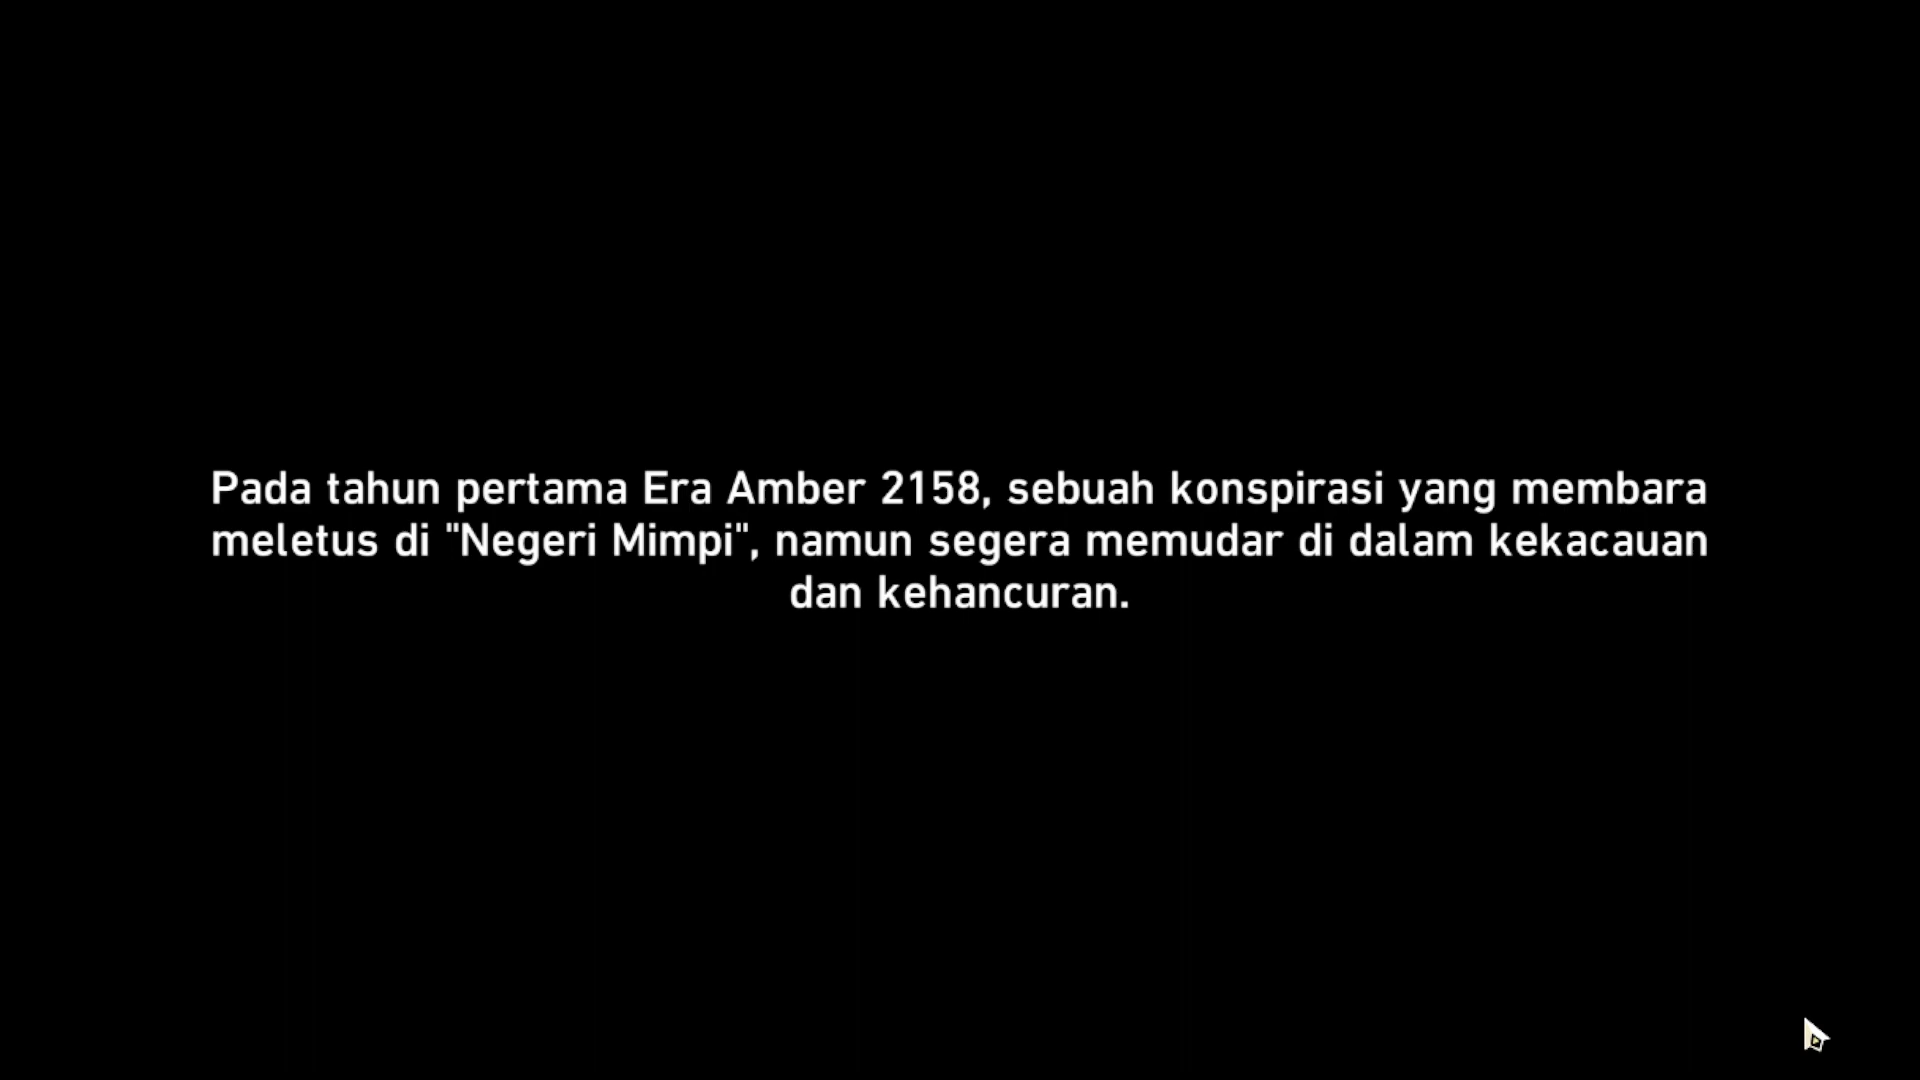 Pada tahun pertama Era Amber 2158, sebuah konspirasi yang membara
meletus di "Negeri Mimpi", namun segera memudar di dalam kekacauan
dan kehancuran.